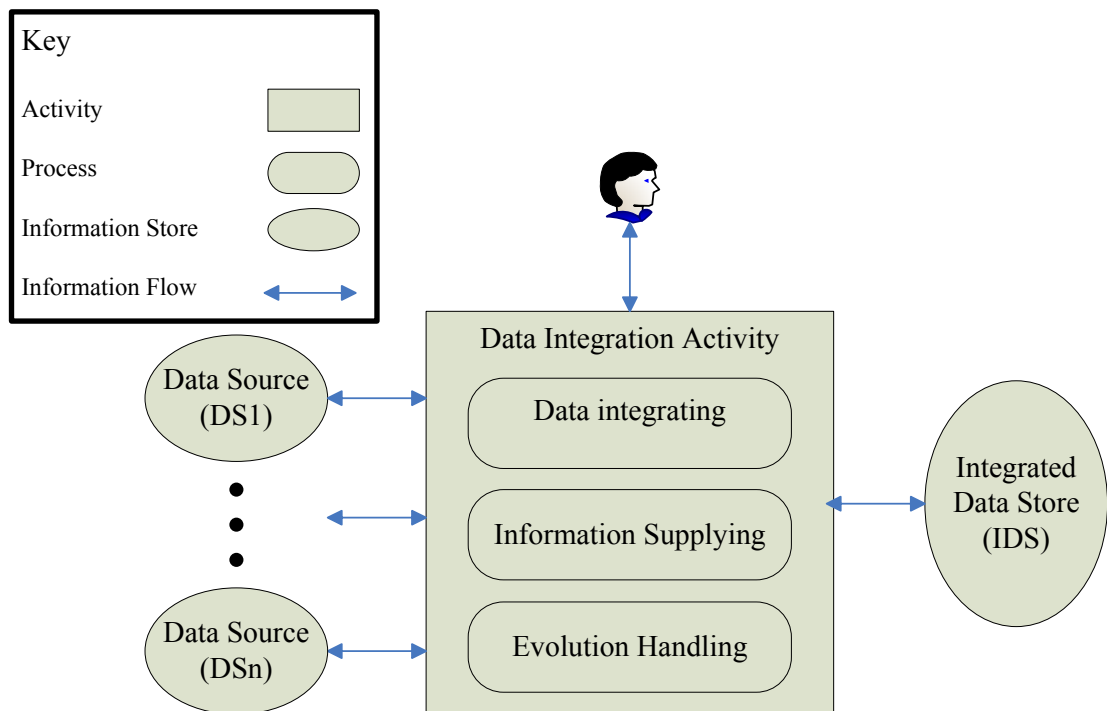 Key
Activity
Process
Information Store
Information Flow
Data Integration Activity
Data Source
(DS1)
Data integrating
Integrated
Data Store
(IDS)
Information Supplying
Data Source
(DSn)
Evolution Handling